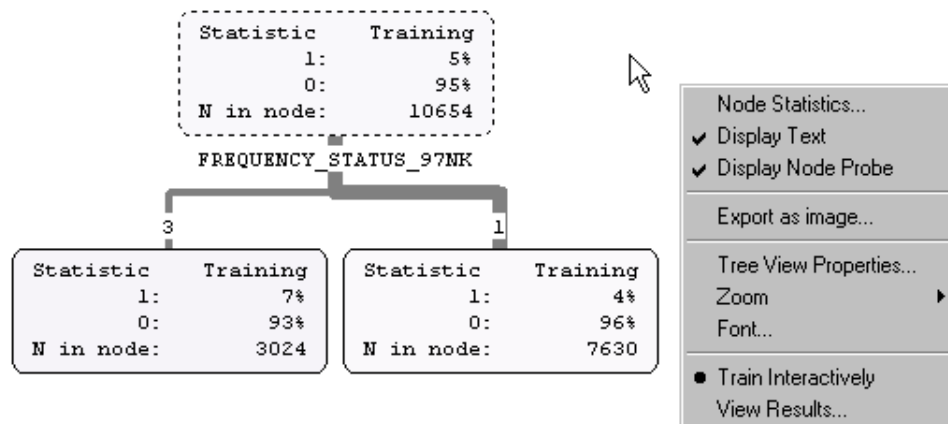 Statistic Training
1: 5%
0: 95%
N in node: 10654
FREQUENCY_STATUS_97NK
3
1
Statistic Training
1: 7%
0: 93%
N in node: 3024
Statistic Training
1: 4%
0: 96%
N in node: 7630
Node Statistics...
Display Text
Display Node Probe
Export as image...
Tree View Properties...
Zoom
Font...
Train Interactively
View Results...